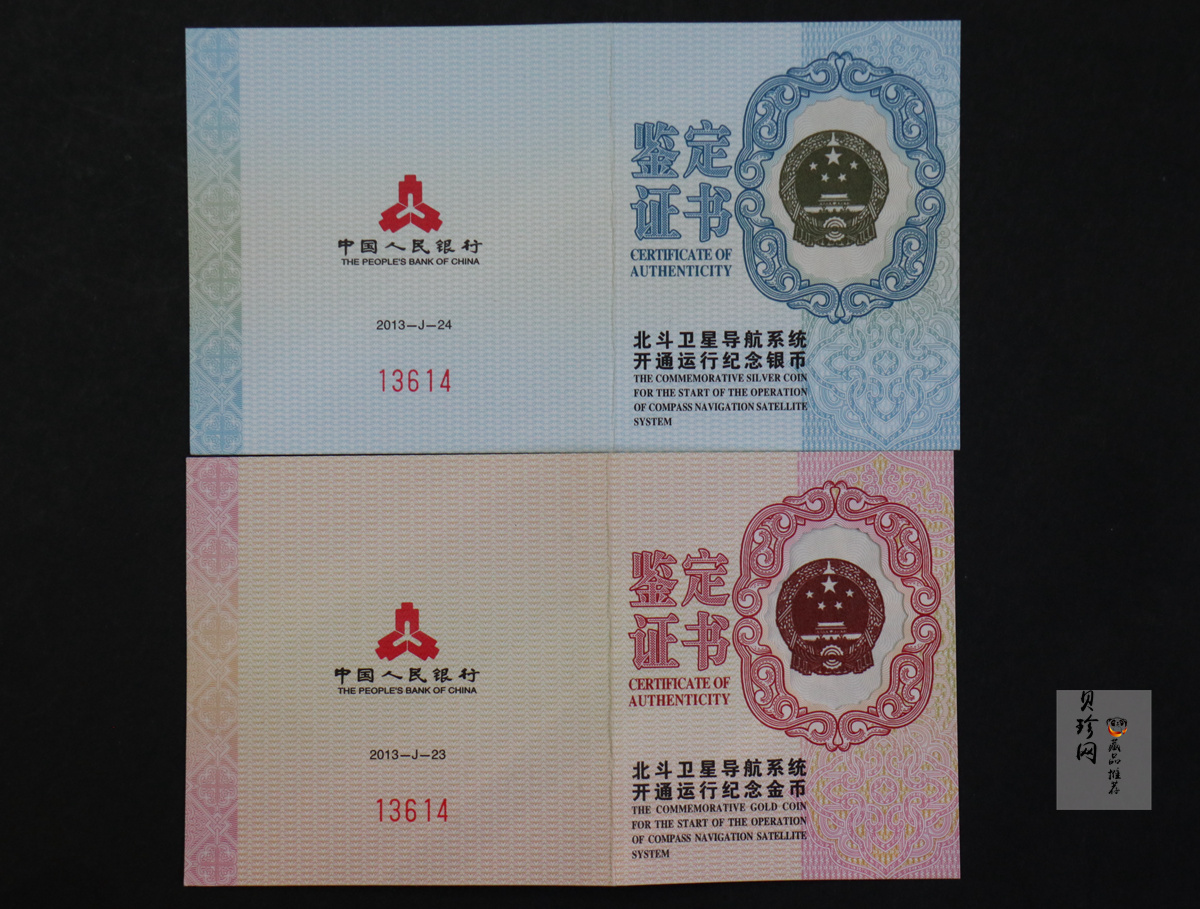 鉴定
证书
CERTIFICATE OF
AUTHENTICITY
中国人民银行
THE PEOPLE'S BANK OF CHINA
2013—J—24
13614
北斗卫星导航系统
开通运行纪念银币
THE COMMEMORATIVE SILVER COIN
FOR THE START OF THE OPERATION
OF COMPASS NAVIGATION SATELLITE
SYSTEM
鉴定
证书
CERTIFICATE OF
AUTHENTICITY
中国人民银行
THE PEOPLE'S BANK OF CHINA
2013—J—23
13614
北斗卫星导航系统
开通运行纪念金币
THE COMMEMORATIVE GOLD COIN
FOR THE START OF THE OPERATION
OF COMPASS NAVIGATION SATELLITE
SYSTEM
贝珍网
藏品推荐